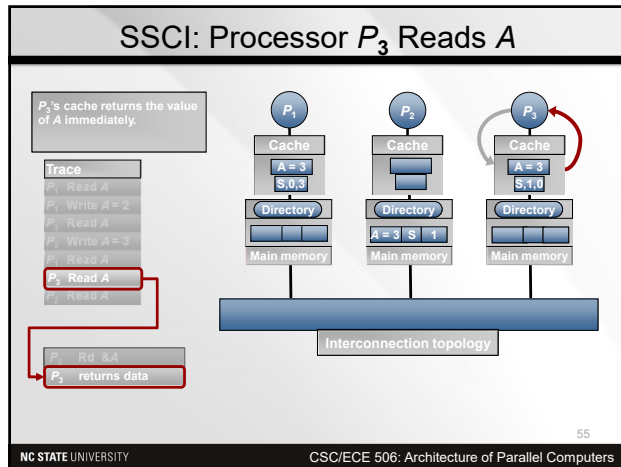 SSCI: Processor P3 Reads A
P3's cache returns the value
of A immediately.
Trace
P1 Read A
P1 Write A = 2
P1 Read A
P2 Write A = 3
P1 Read A
P3 Read A
P2 Read A
P3 Rd &A
P3 returns data
P1
Cache
A = 3
S,0,3
Directory
Main memory
P2
Cache
Directory
A = 3 S 1
Main memory
P3
Cache
A = 3
S,1,0
Directory
Main memory
Interconnection topology
55
NC STATE UNIVERSITY
CSC/ECE 506: Architecture of Parallel Computers